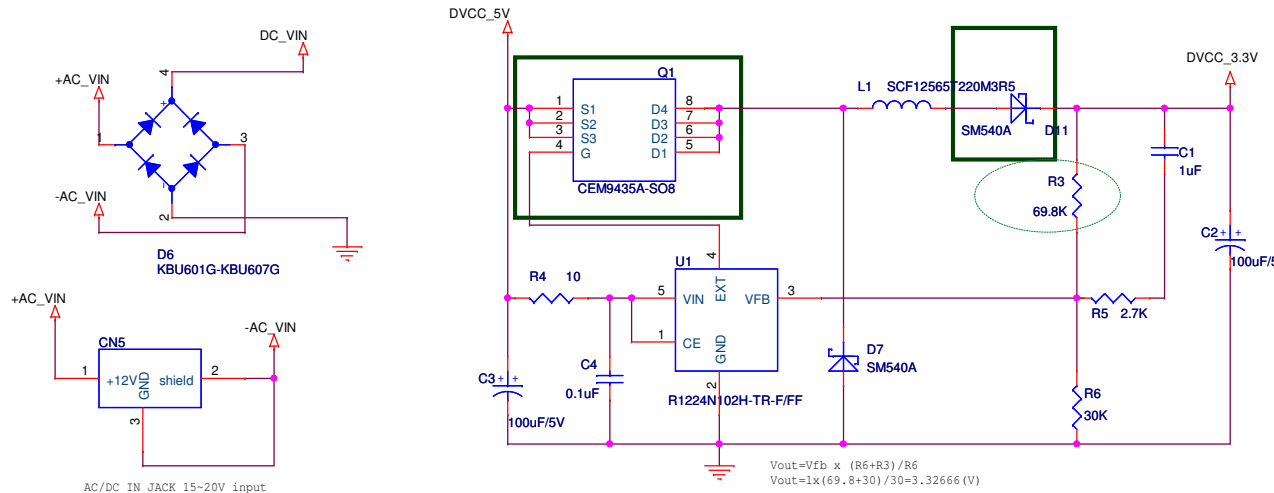 DC_VIN
+AC_VIN
4
+
1
3
-
-AC_VIN
2
D6
KBU601G-KBU607G
+AC_VIN
-AC_VIN
CN5
1
+12V
GND
shield
2
3
AC/DC IN JACK 15~20V input
DVCC_5V
Q1
1 S1 D4 8
2 S2 D3 7
3 S3 D2 6
4 G D1 5
CEM9435A-SO8
L1 SCF12565T220M3R5
SM540A
D11
DVCC_3.3V
C1
1uF
R3
69.8K
C2 + +
100uF/5
R4 10
U1
4
EXT
5 VIN
VFB 3
1 CE
GND
2
R1224N102H-TR-F/FF
R5 2.7K
D7
SM540A
C4
0.1uF
C3 + +
100uF/5V
R6
30K
Vout=Vfb x (R6+R3)/R6
Vout=1x(69.8+30)/30=3.32666(V)